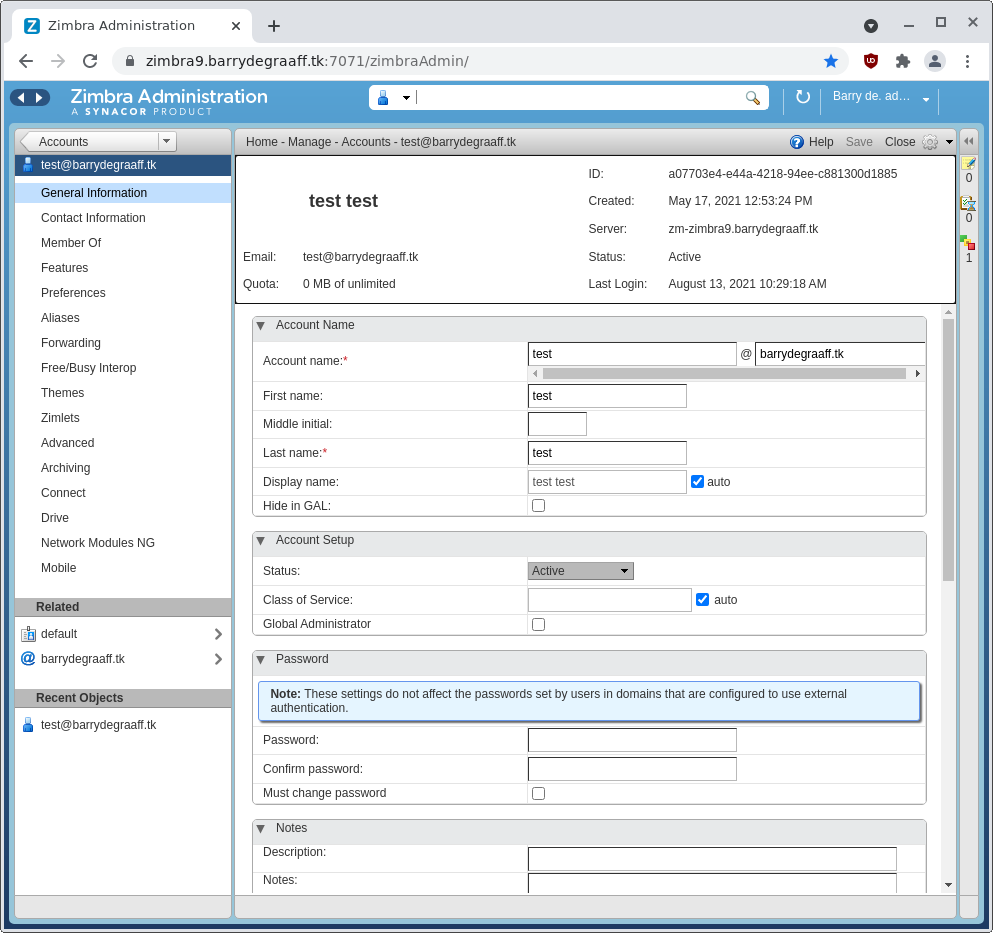 Zimbra Administration
zimbra9.barrydegraaff.tk:7071/zimbraAdmin/
Zimbra Administration
A SYNACOR PRODUCT
Barry de. ad...
Accounts
Home - Manage - Accounts - test@barrydegraaff.tk
Help
Save
Close
test@barrydegraaff.tk
General Information
Contact Information
Member Of
Features
Preferences
Aliases
Forwarding
Free/Busy Interop
Themes
Zimlets
Advanced
Archiving
Connect
Drive
Network Modules NG
Mobile
Related
default
barrydegraaff.tk
Recent Objects
test@barrydegraaff.tk
test test
ID: a07703e4-e44a-4218-94ee-c881300d1885
Created: May 17, 2021 12:53:24 PM
Server: zm-zimbra9.barrydegraaff.tk
Email: test@barrydegraaff.tk
Status: Active
Quota: 0 MB of unlimited
Last Login: August 13, 2021 10:29:18 AM
0
0
1
Account Name
Account name:* test @ barrydegraaff.tk
First name: test
Middle initial:
Last name:* test
Display name: test test auto
Hide in GAL:
Account Setup
Status: Active
Class of Service: auto
Global Administrator
Password
Note: These settings do not affect the passwords set by users in domains that are configured to use external
authentication.
Password:
Confirm password:
Must change password
Notes
Description:
Notes: